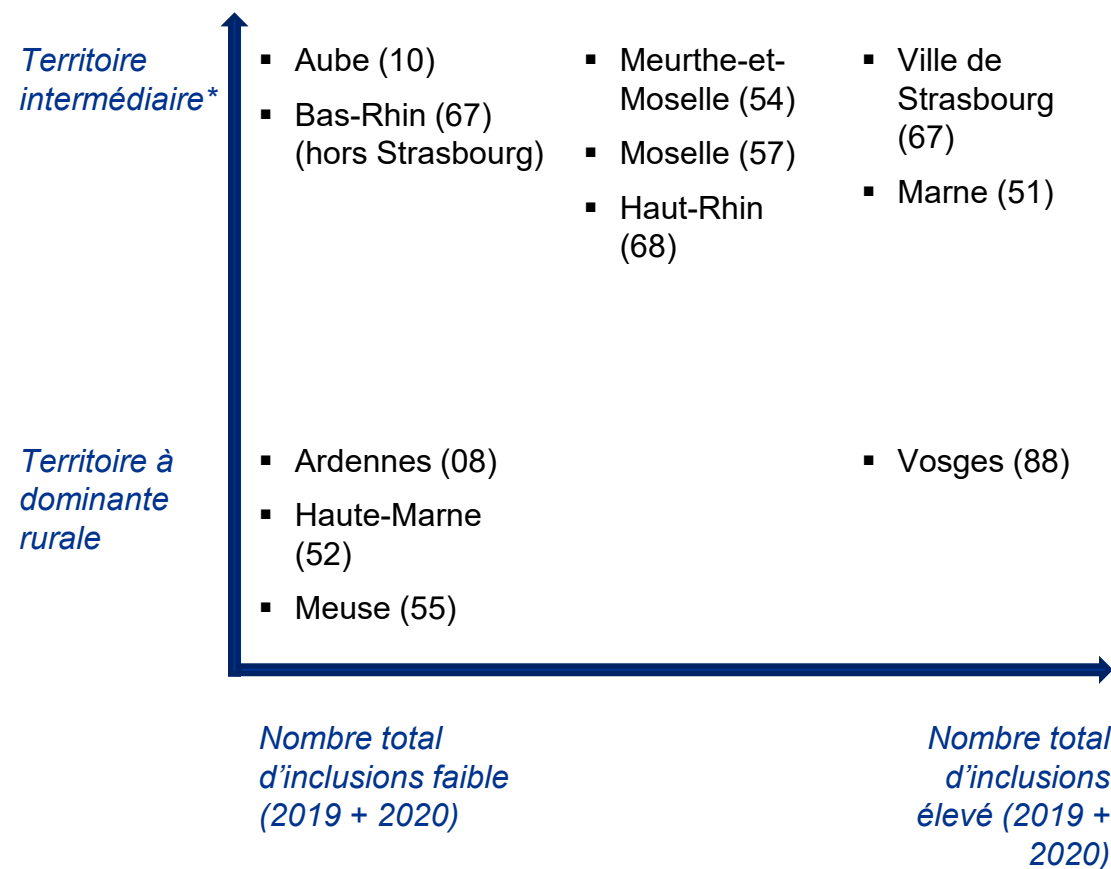 Territoire
intermédiaire*
▪ Aube (10)
▪ Bas-Rhin (67)
(hors Strasbourg)
▪ Meurthe-et-
Moselle (54)
▪ Moselle (57)
▪ Haut-Rhin
(68)
▪ Ville de
Strasbourg
(67)
▪ Marne (51)
Territoire à
dominante
rurale
▪ Ardennes (08)
▪ Haute-Marne
(52)
▪ Meuse (55)
▪ Vosges (88)
Nombre total
d’inclusions faible
(2019 + 2020)
Nombre total
d’inclusions
élevé (2019 +
2020)